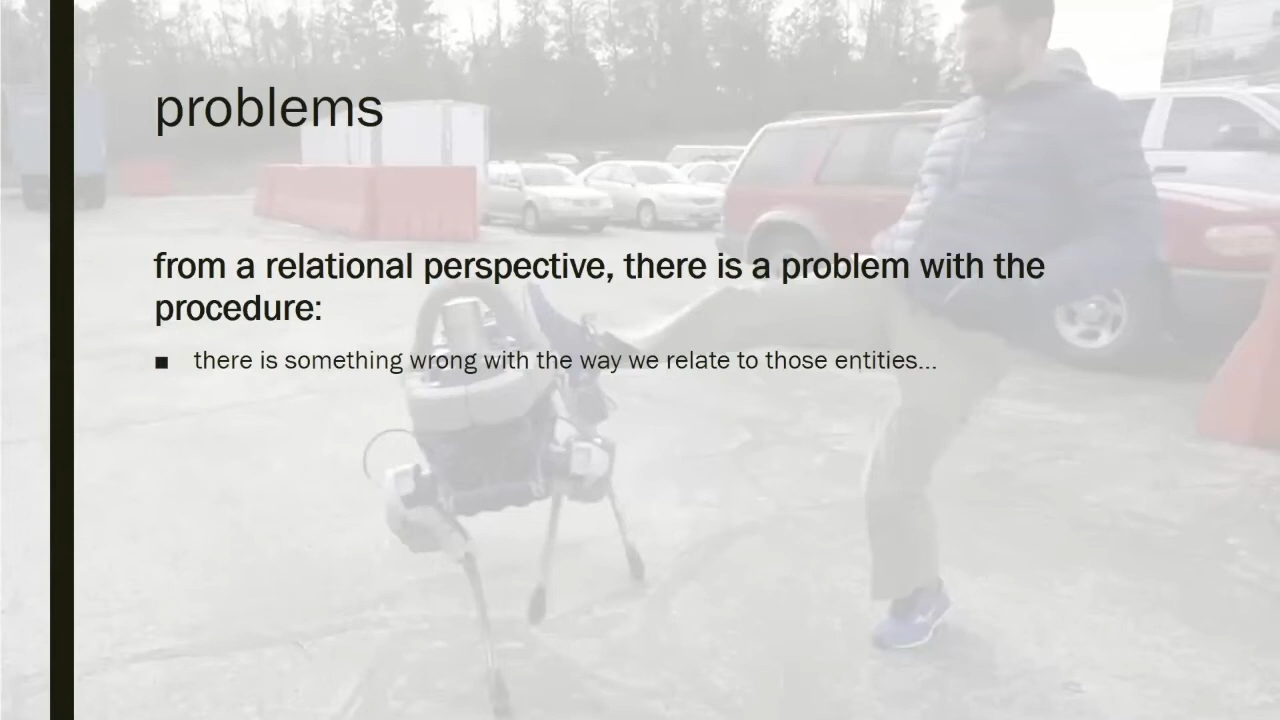 problems
from a relational perspective, there is a problem with the
procedure:
■ there is something wrong with the way we relate to those entities...